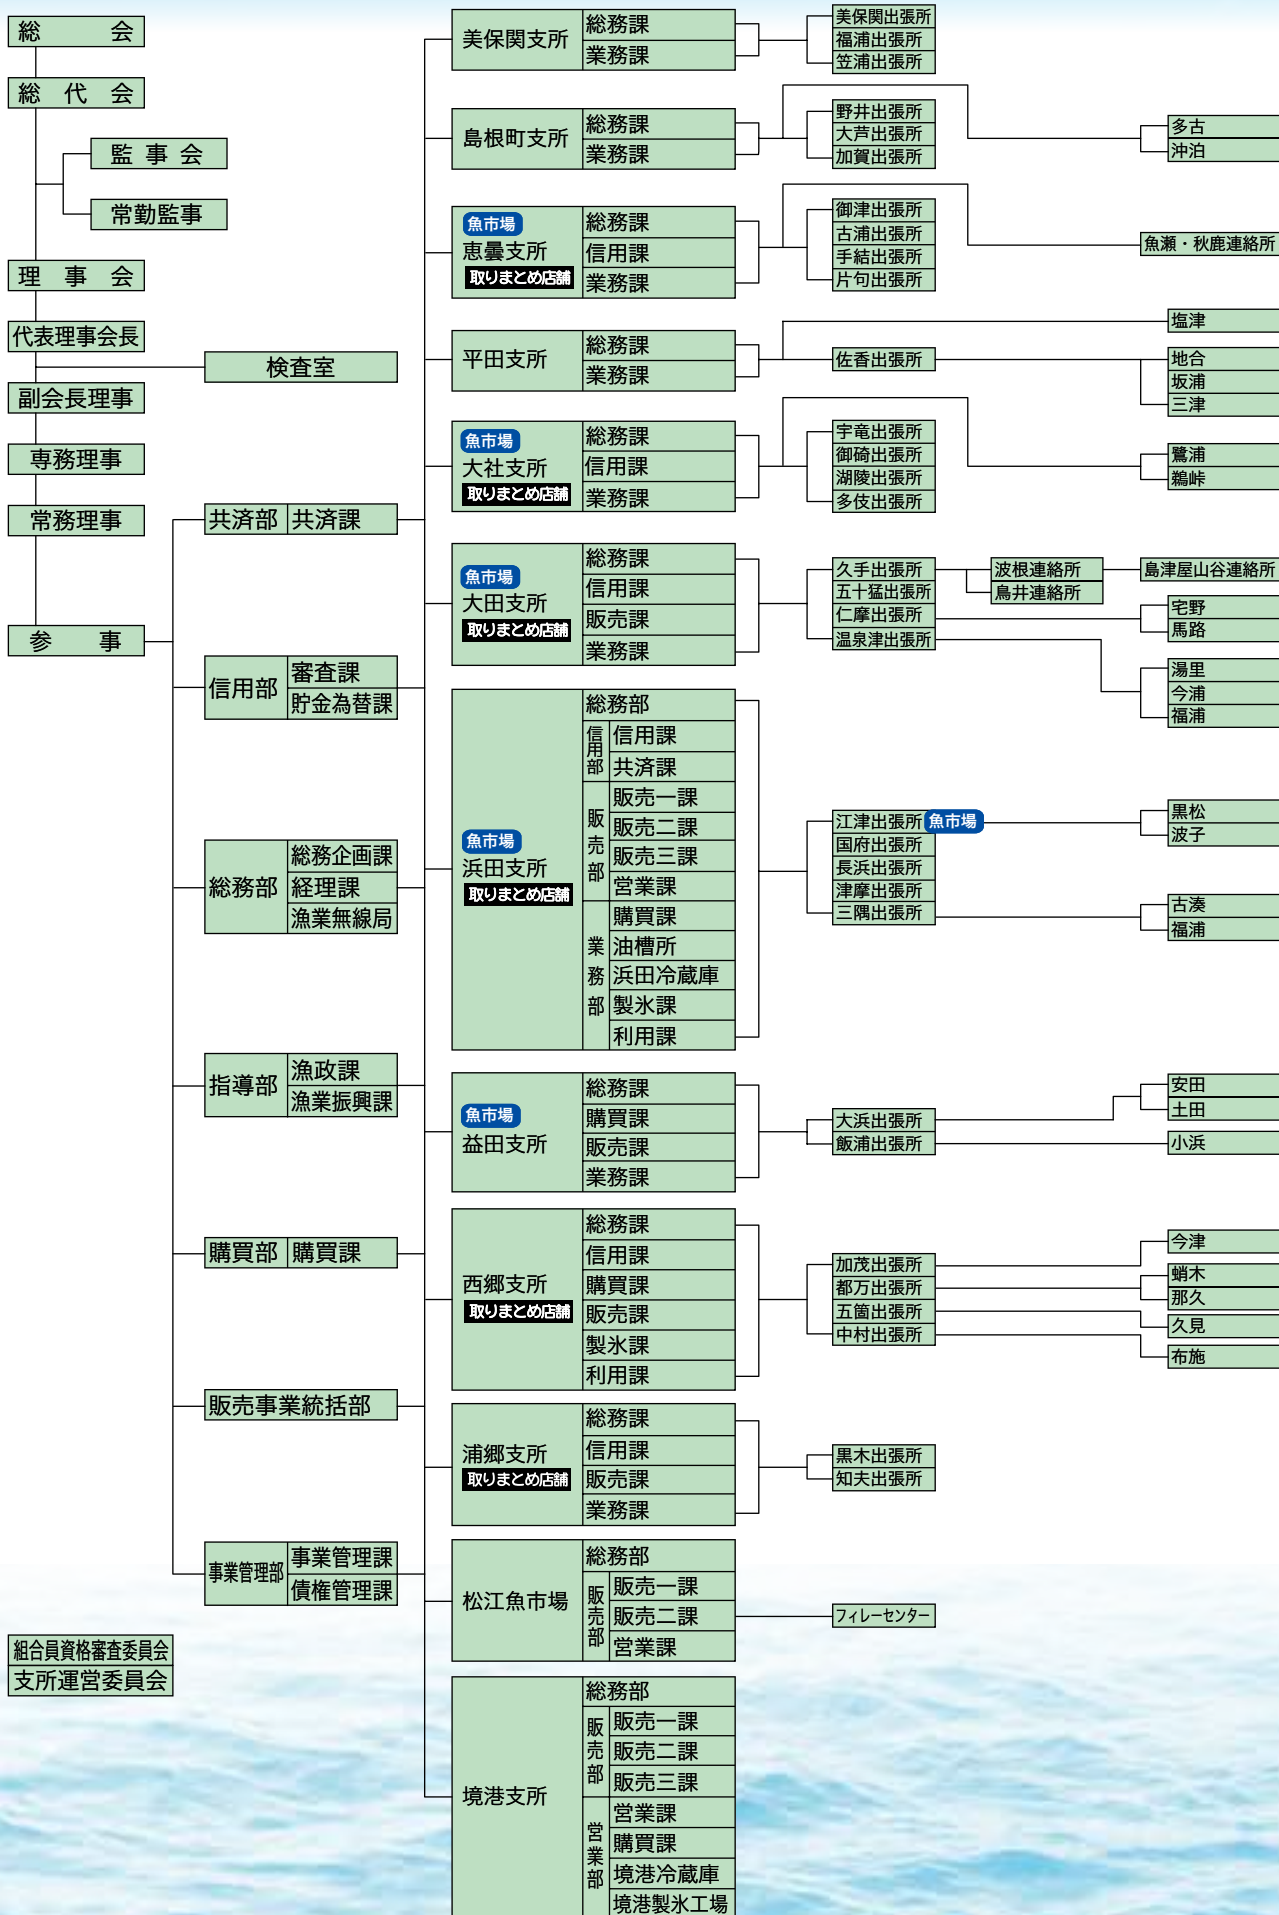 総会
総代会
監事会
常勤監事
理事会
代表理事会長
検査室
副会長理事
専務理事
常務理事
参事
共済部 共済課
信用部
審査課
貯金為替課
総務部
総務企画課
経理課
漁業無線局
指導部
漁政課
漁業振興課
購買部 購買課
販売事業統括部
事業管理部
事業管理課
債権管理課
組合員資格審査委員会
支所運営委員会
美保関支所
総務課
業務課
美保関出張所
福浦出張所
笠浦出張所
島根町支所
総務課
業務課
野井出張所
大芦出張所
加賀出張所
多古
沖泊
魚市場
恵曇支所
取りまとめ店舗
総務課
信用課
業務課
御津出張所
古浦出張所
手結出張所
片句出張所
魚瀬・秋鹿連絡所
平田支所
総務課
業務課
佐香出張所
塩津
地合
坂浦
三津
魚市場
大社支所
取りまとめ店舗
総務課
信用課
業務課
宇竜出張所
御碕出張所
湖陵出張所
多伎出張所
鷺浦
鵜峠
魚市場
大田支所
取りまとめ店舗
総務課
信用課
販売課
業務課
久手出張所
五十猛出張所
仁摩出張所
温泉津出張所
波根連絡所
鳥井連絡所
島津屋山谷連絡所
宅野
馬路
湯里
今浦
福浦
魚市場
浜田支所
取りまとめ店舗
総務部
信用部
信用課
共済課
販売部
販売一課
販売二課
販売三課
営業課
業務部
購買課
油槽所
浜田冷蔵庫
製氷課
利用課
江津出張所 魚市場
国府出張所
長浜出張所
津摩出張所
三隅出張所
黒松
波子
古湊
福浦
魚市場
益田支所
総務課
購買課
販売課
業務課
大浜出張所
飯浦出張所
安田
土田
小浜
西郷支所
取りまとめ店舗
総務課
信用課
購買課
販売課
製氷課
利用課
加茂出張所
都万出張所
五箇出張所
中村出張所
今津
蛸木
那久
久見
布施
浦郷支所
取りまとめ店舗
総務課
信用課
販売課
業務課
黒木出張所
知夫出張所
松江魚市場
総務部
販売部
販売一課
販売二課
営業課
フィレーセンター
境港支所
総務部
販売部
販売一課
販売二課
販売三課
営業部
営業課
購買課
境港冷蔵庫
境港製氷工場